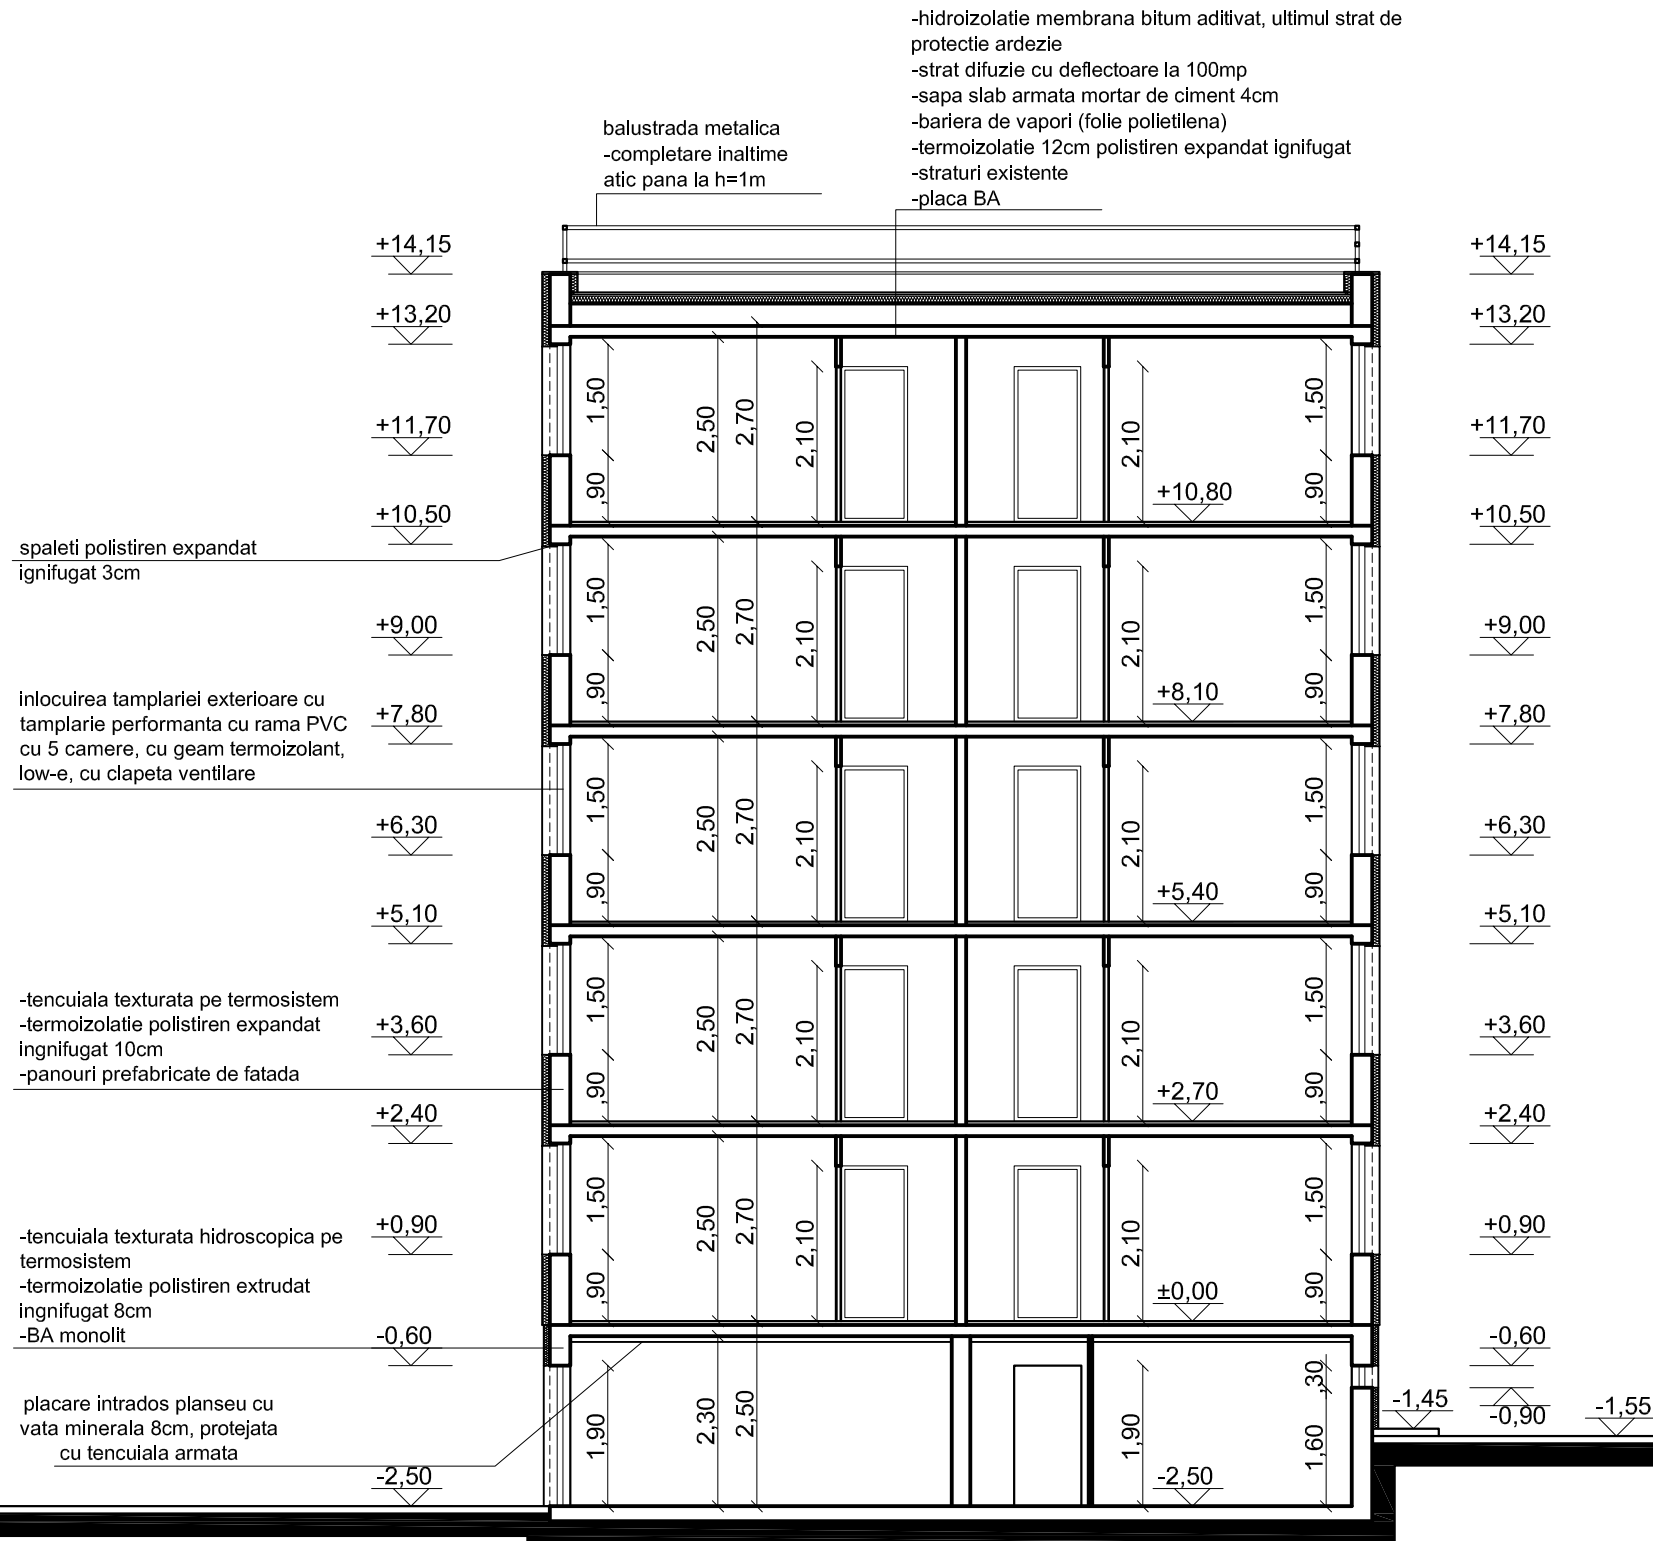 -hidroizolatie membrana bitum aditivat, ultimul strat de
protectie ardezie
-strat difuzie cu deflectoare la 100mp
-sapa slab armata mortar de ciment 4cm
-bariera de vapori (folie polietilena)
-termoizolatie 12cm polistiren expandat ignifugat
-straturi existente
-placa BA
balustrada metalica
-completare inaltime
atic pana la h=1m
+14,15
+13,20
+11,70
+10,50
+9,00
+7,80
+6,30
+5,10
+3,60
+2,40
+0,90
-0,60
-2,50
spaleti polistiren expandat
ignifugat 3cm
inlocuirea tamplariei exterioare cu
tamplarie performanta cu rama PVC
cu 5 camere, cu geam termoizolant,
low-e, cu clapeta ventilare
-tencuiala texturata pe termosistem
-termoizolatie polistiren expandat
ingnifugat 10cm
-panouri prefabricate de fatada
-tencuiala texturata hidroscopica pe
termosistem
-termoizolatie polistiren extrudat
ingnifugat 8cm
-BA monolit
placare intrados planseu cu
vata minerala 8cm, protejata
cu tencuiala armata
1,50
,90
2,50
2,70
2,10
2,10
+10,80
1,50
,90
1,50
,90
2,50
2,70
2,10
2,10
+8,10
1,50
,90
1,50
,90
2,50
2,70
2,10
2,10
+5,40
1,50
,90
1,50
,90
2,50
2,70
2,10
2,10
+2,70
1,50
,90
1,50
,90
2,50
2,70
2,10
2,10
±0,00
1,50
,90
1,90
2,30
2,50
1,90
-2,50
,30
1,60
+14,15
+13,20
+11,70
+10,50
+9,00
+7,80
+6,30
+5,10
+3,60
+2,40
+0,90
-0,60
-0,90
-1,45
-1,55